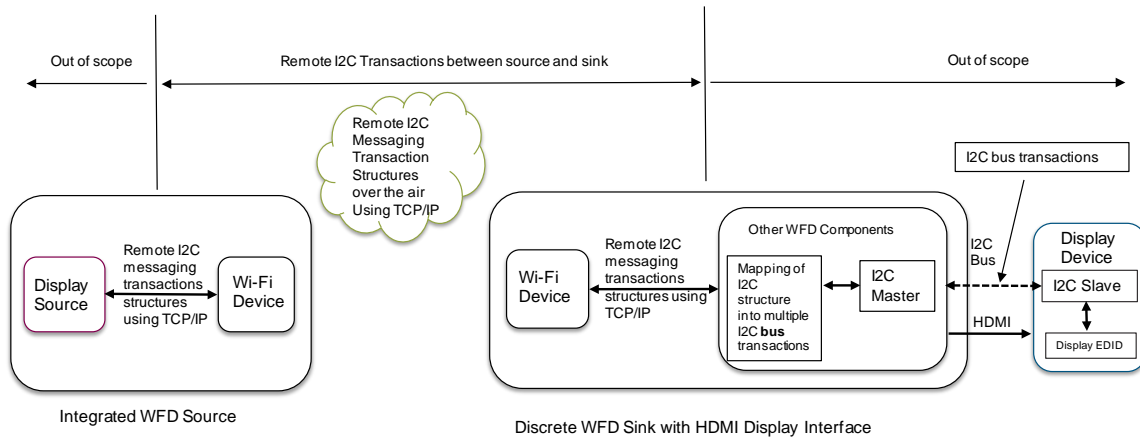 Out of scope
Remote I2C Transactions between source and sink
Out of scope
Remote I2C
Messaging
Transaction
Structures
over the air
Using TCP/IP
I2C bus transactions
Display
Source
Remote I2C
messaging
transactions
structures
using TCP/IP
Wi-Fi
Device
Integrated WFD Source
Wi-Fi
Device
Remote I2C
messaging
transactions
structures using
TCP/IP
Other WFD Components
Mapping of
I2C
structure
into multiple
I2C bus
transactions
I2C
Master
I2C
Bus
HDMI
Display
Device
I2C Slave
Display EDID
Discrete WFD Sink with HDMI Display Interface